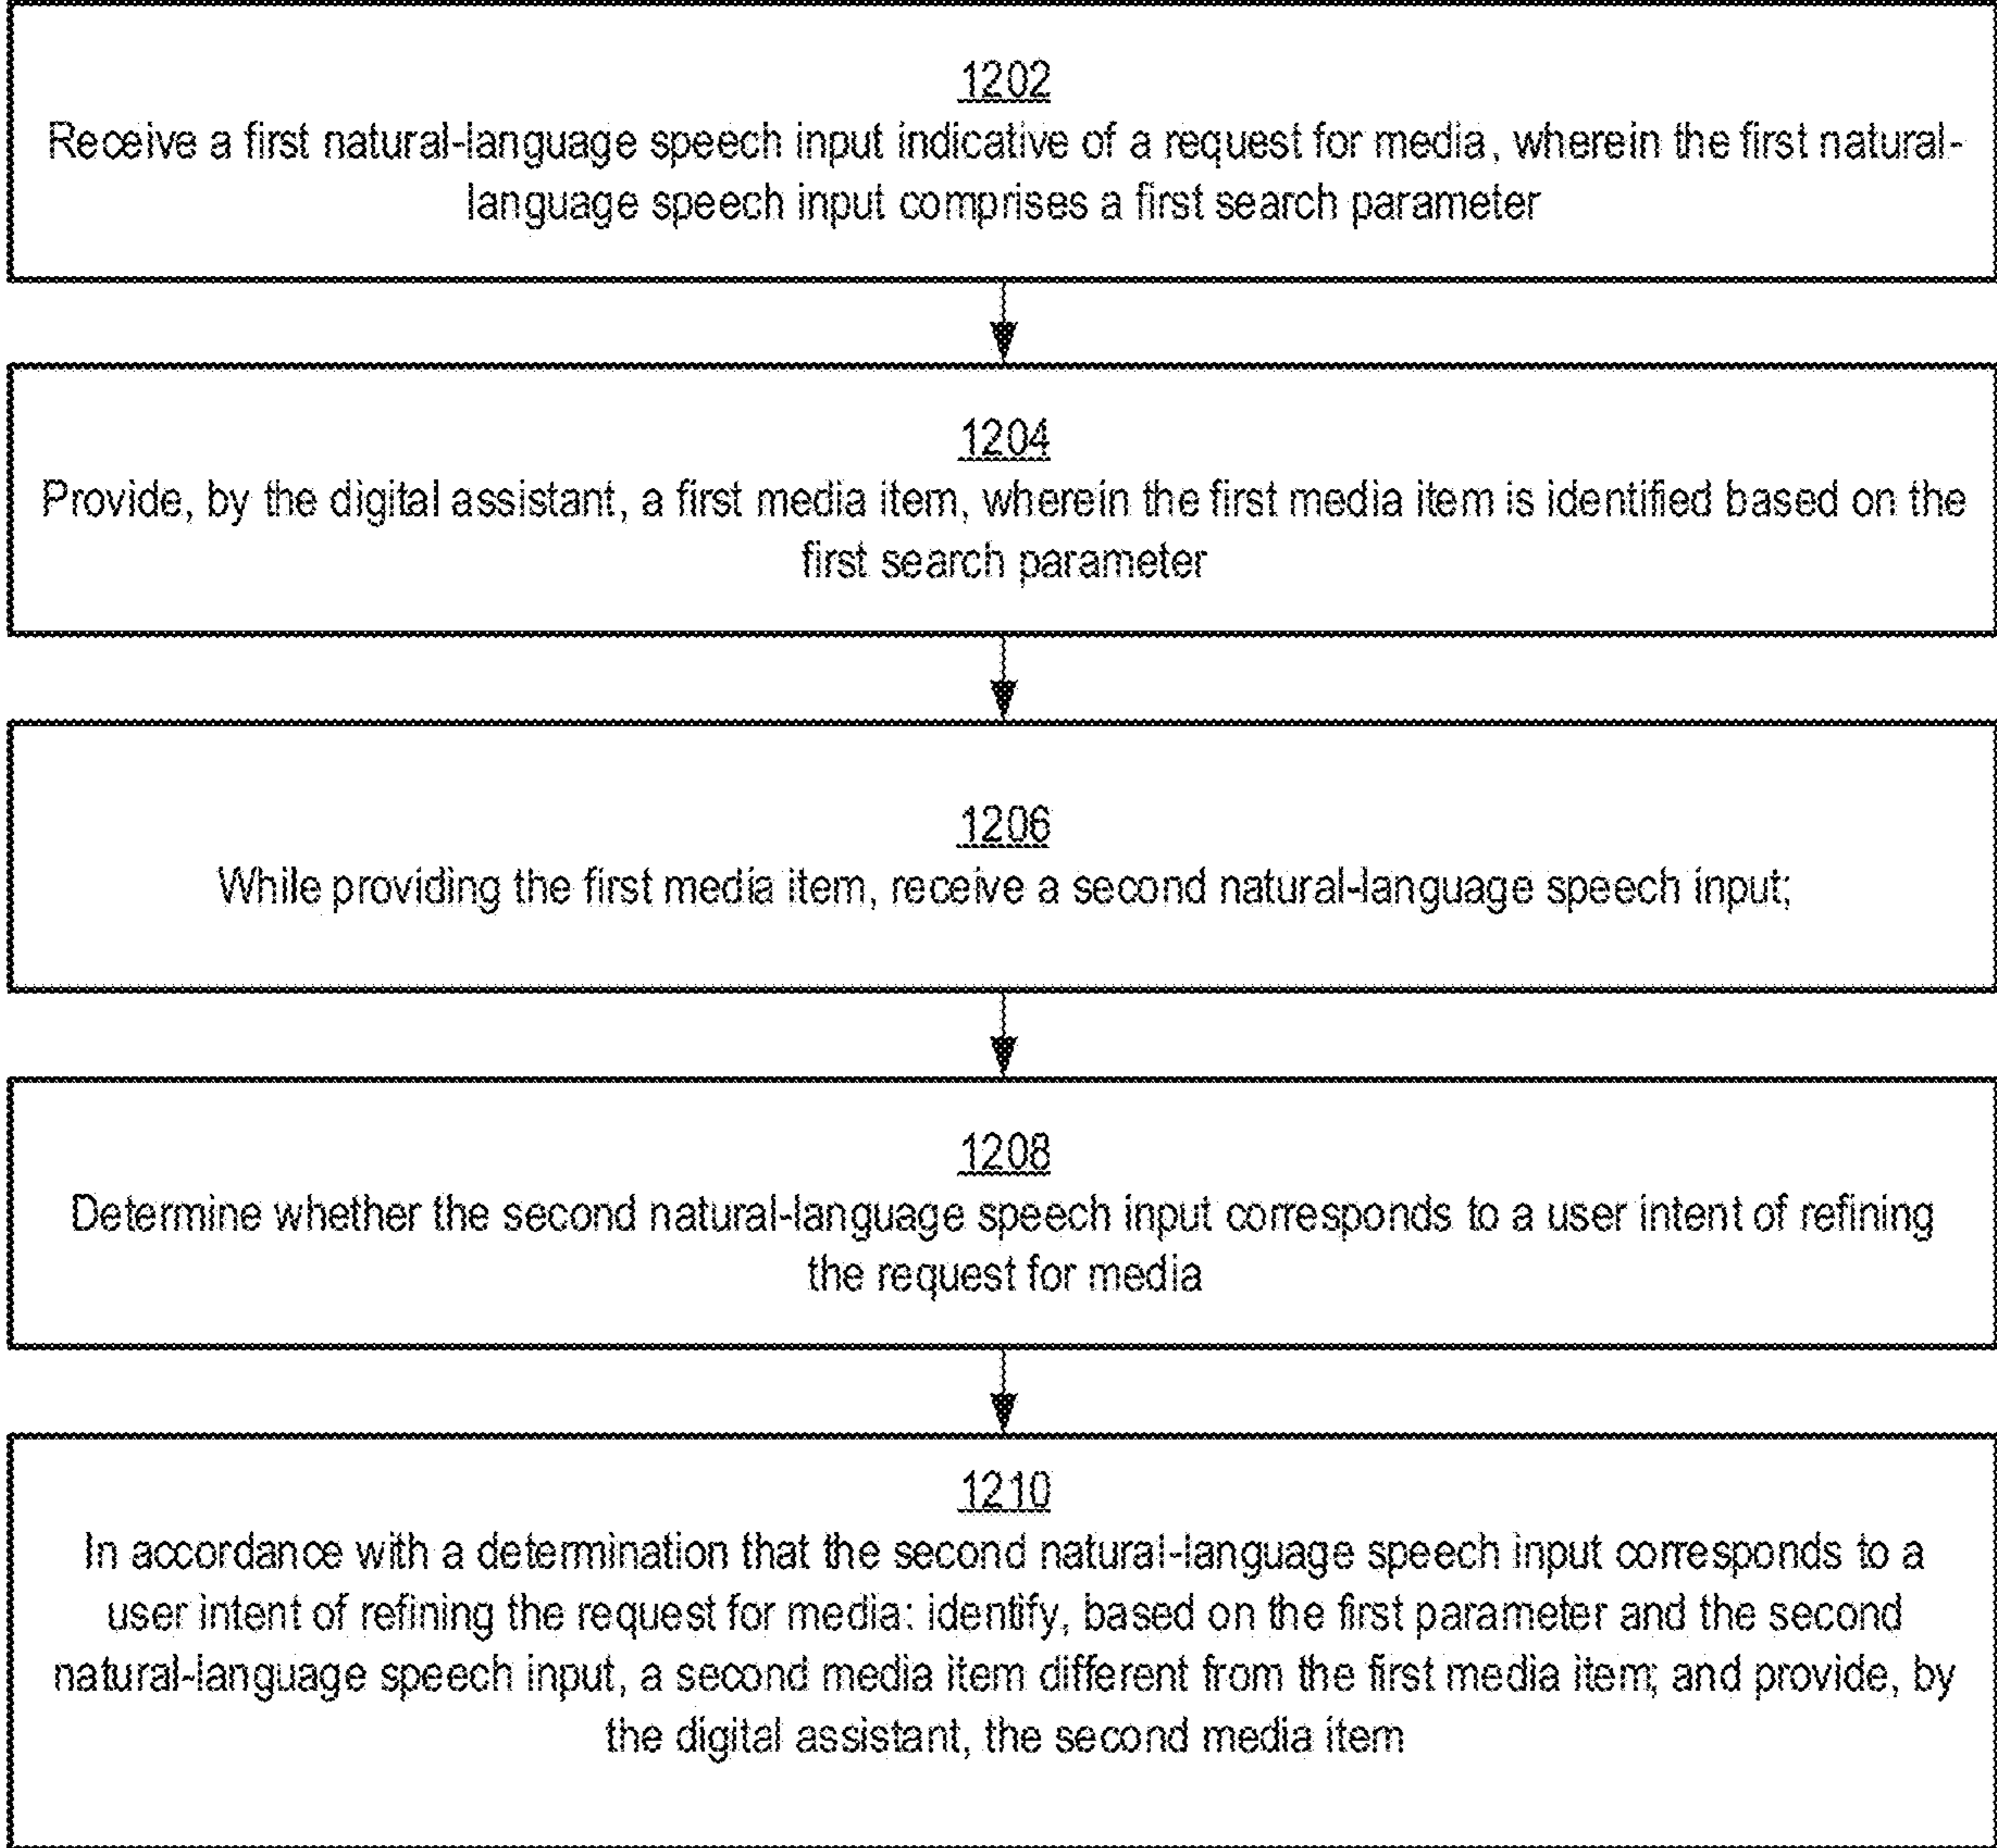 1202
Receive a first natural-language speech input indicative of a request for media, wherein the first natural-
language speech input comprises a first search parameter
1204
Provide, by the digital assistant, a first media item, wherein the first media item is identified based on the
first search parameter
1206
While providing the first media item, receive a second natural-language speech input;
1208
Determine whether the second natural-language speech input corresponds to a user intent of refining
the request for media
1210
In accordance with a determination that the second natural-language speech input corresponds to a
user intent of refining the request for media: identify, based on the first parameter and the second
natural-language speech input, a second media item different from the first media item; and provide, by
the digital assistant, the second media item